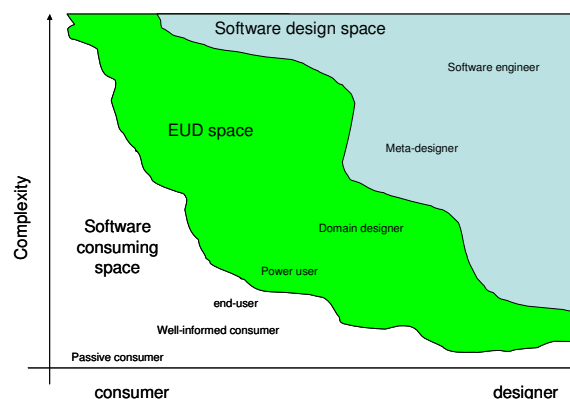 Software design space
Software engineer
EUD space
Meta-designer
Complexity
Software
consuming
space
Domain designer
Power user
end-user
Well-informed consumer
Passive consumer
consumer
designer